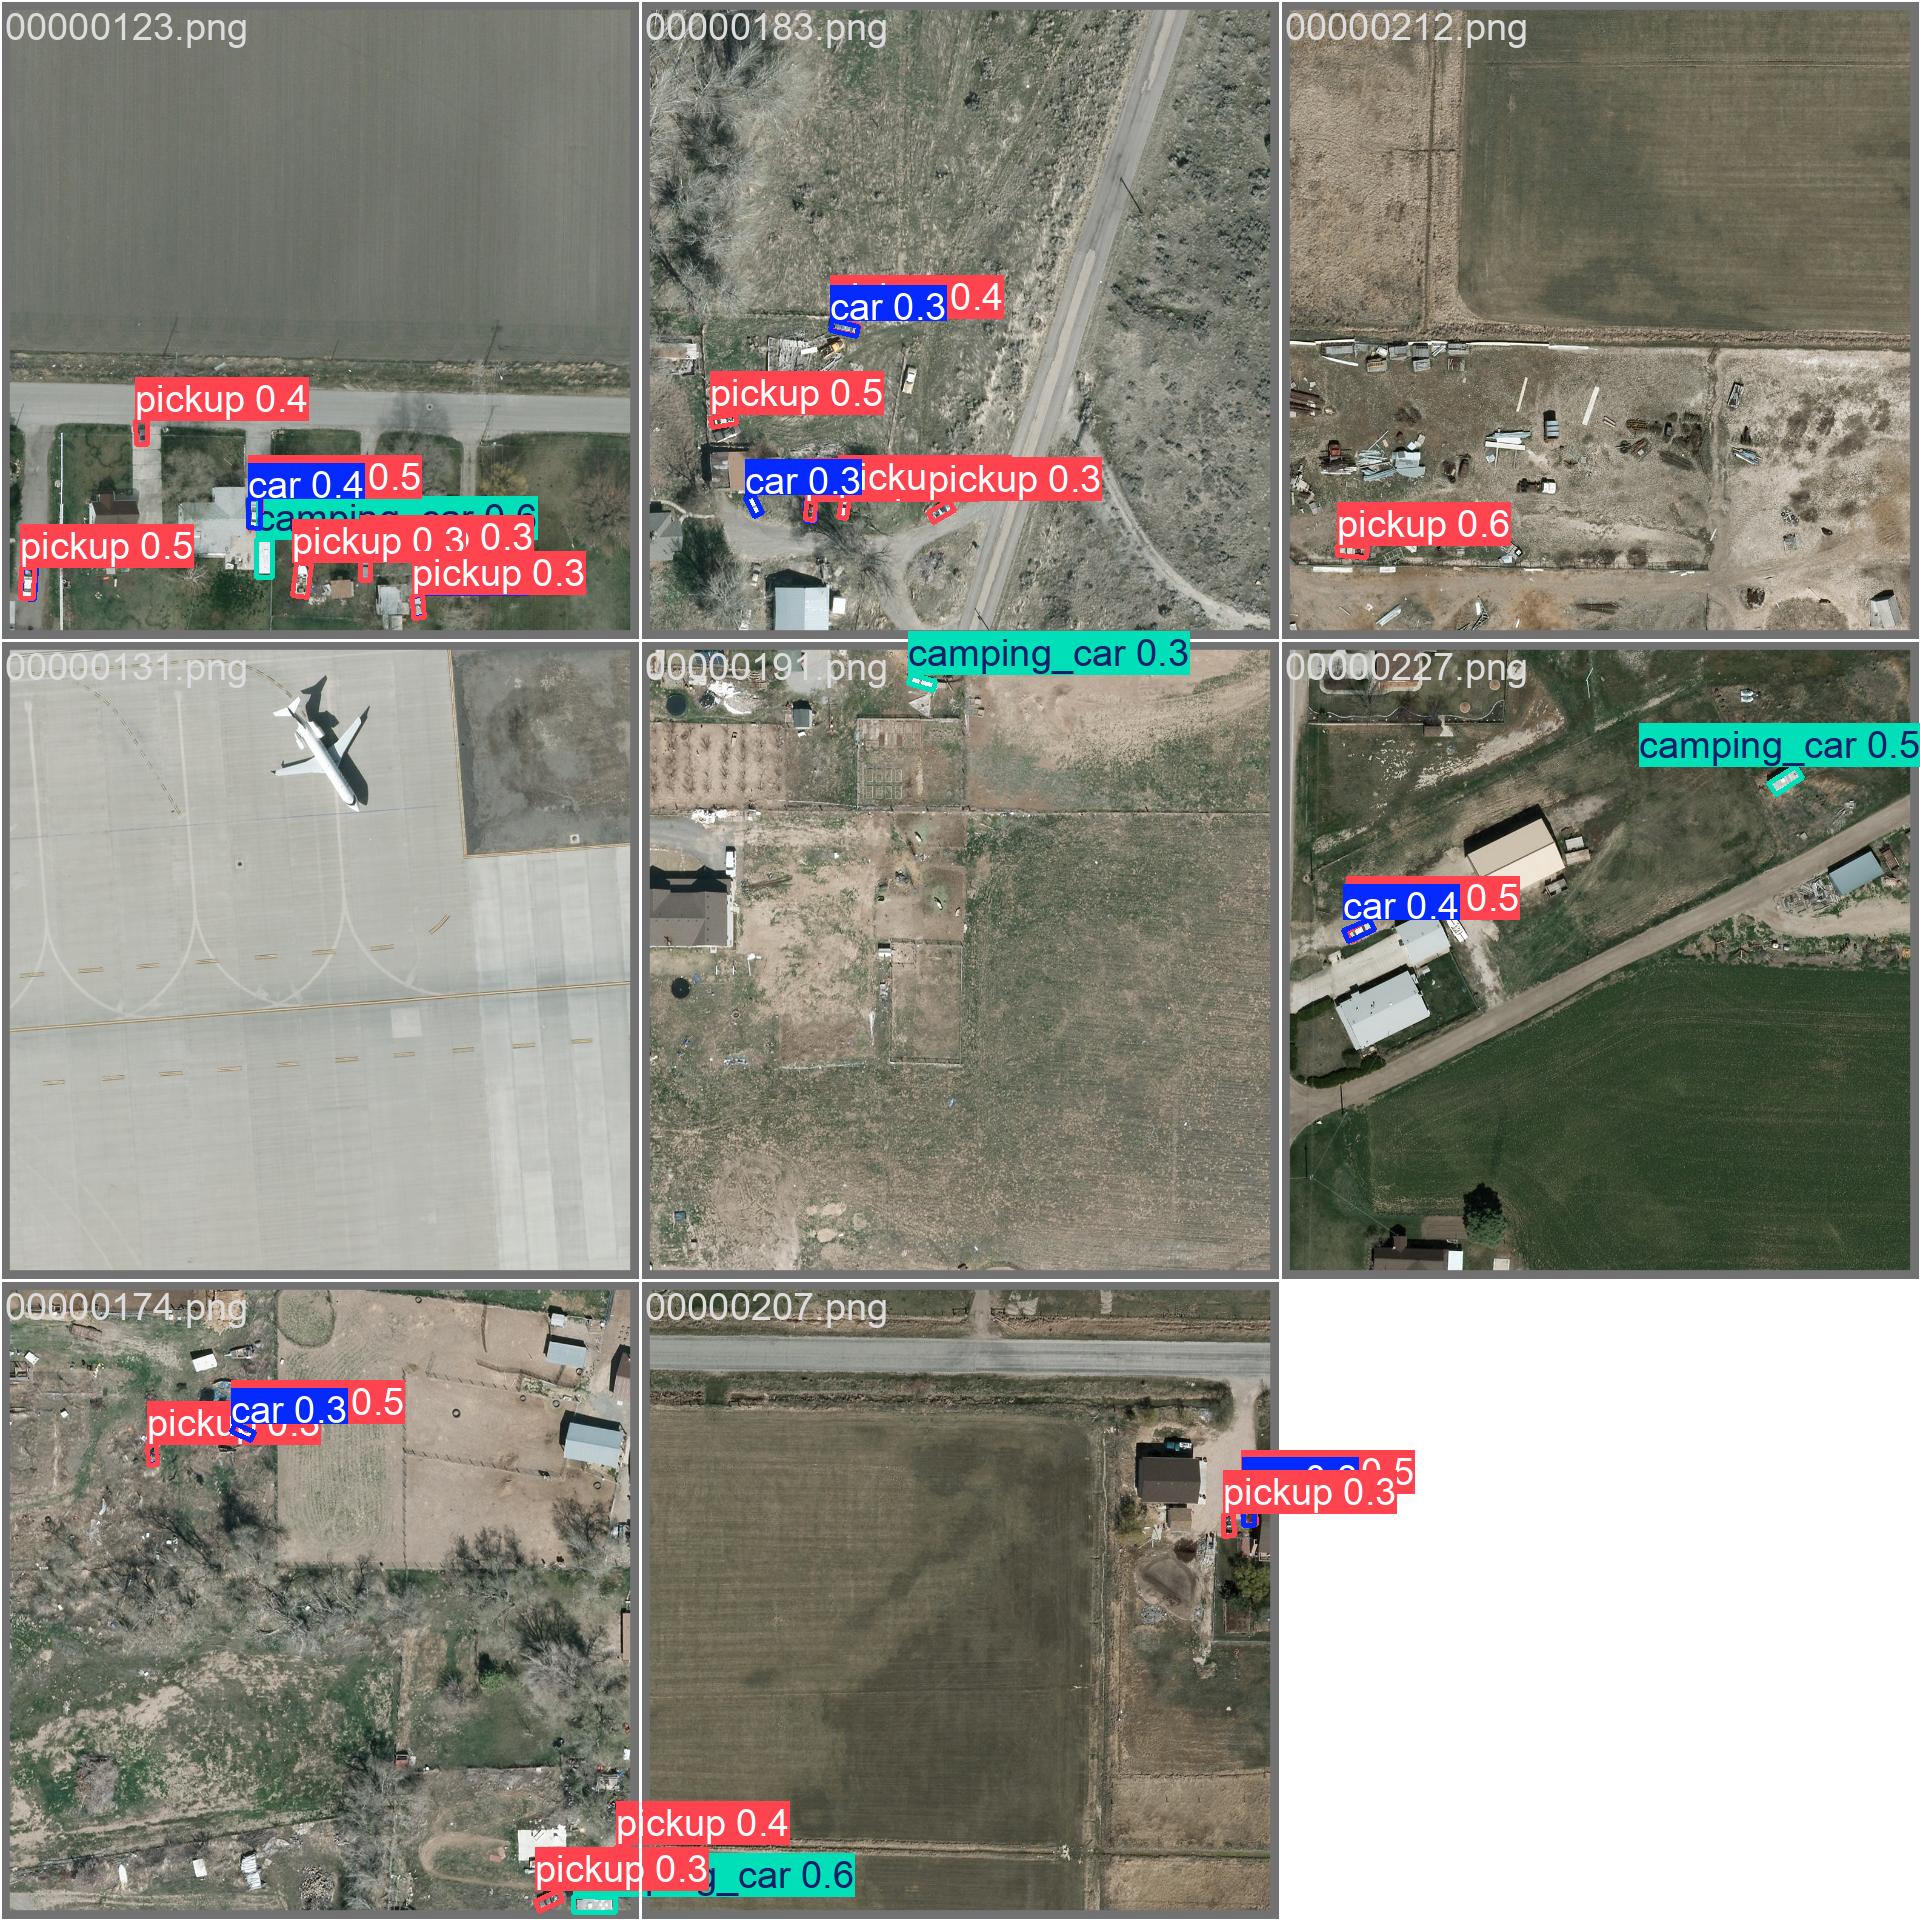 00000123.png
00000183.png
00000212.png
pickup 0.4
car 0.3 0.4
pickup 0.5
car 0.4 0.5
camping_car 0.6
pickup 0.5
pickup 0.3 0.3
pickup 0.3
car 0.3
pickup 0.3
pickup 0.6
00000131.png
00000191.png
camping_car 0.3
00000227.png
camping_car 0.5
car 0.4 0.5
00000174.png
00000207.png
car 0.3 0.5
0.5
pickup 0.3
pickup 0.4
pickup 0.3
car 0.6